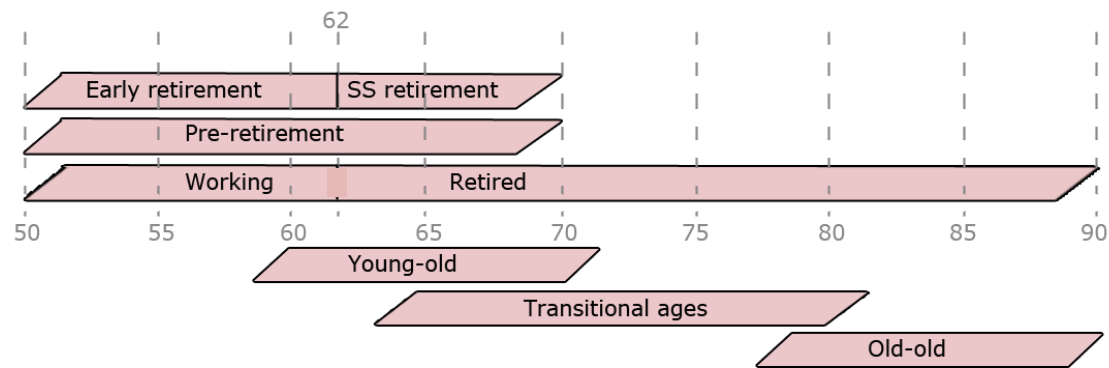 62
Early retirement SS retirement
Pre-retirement
Working Retired
50 55 60 65 70 75 80 85 90
Young-old
Transitional ages
Old-old